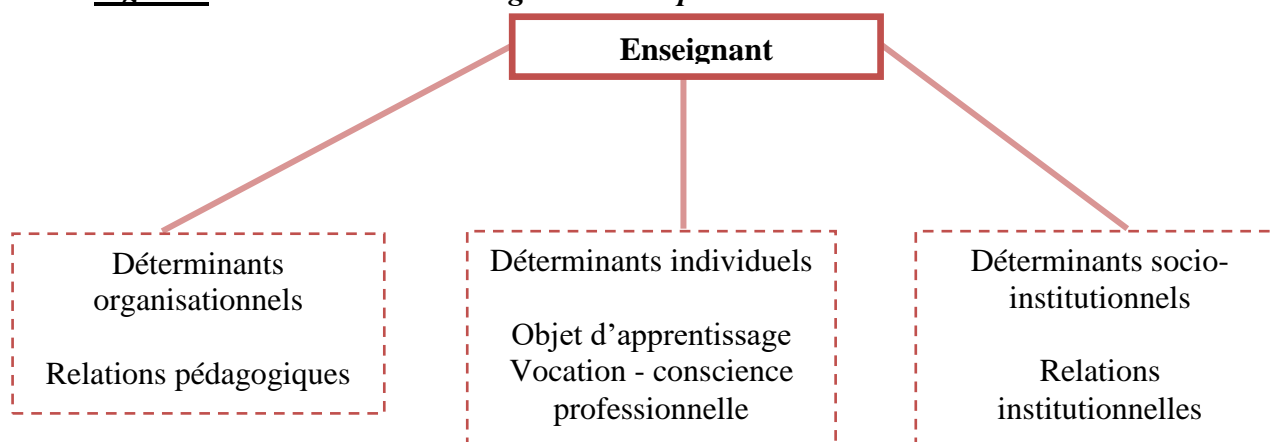 Enseignant
Déterminants
organisationnels
Relations pédagogiques
Déterminants individuels
Objet d’apprentissage
Vocation - conscience
professionnelle
Déterminants socio-
institutionnels
Relations
institutionnelles